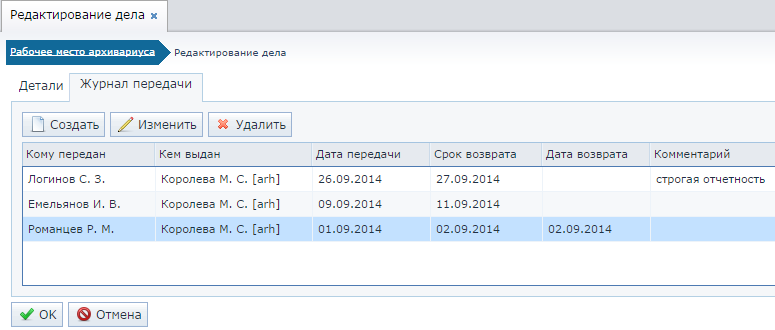 Редактирование дела ×
Рабочее место архивариуса Редактирование дела
Детали Журнал передачи
Создать Изменить Удалить
Кому передан Кем выдан Дата передачи Срок возврата Дата возврата Комментарий
Логинов С. З. Королева М. С. [arh] 26.09.2014 27.09.2014 строгая отчетность
Емельянов И. В. Королева М. С. [arh] 09.09.2014 11.09.2014
Романцев Р. М. Королева М. С. [arh] 01.09.2014 02.09.2014 02.09.2014
OK Отмена